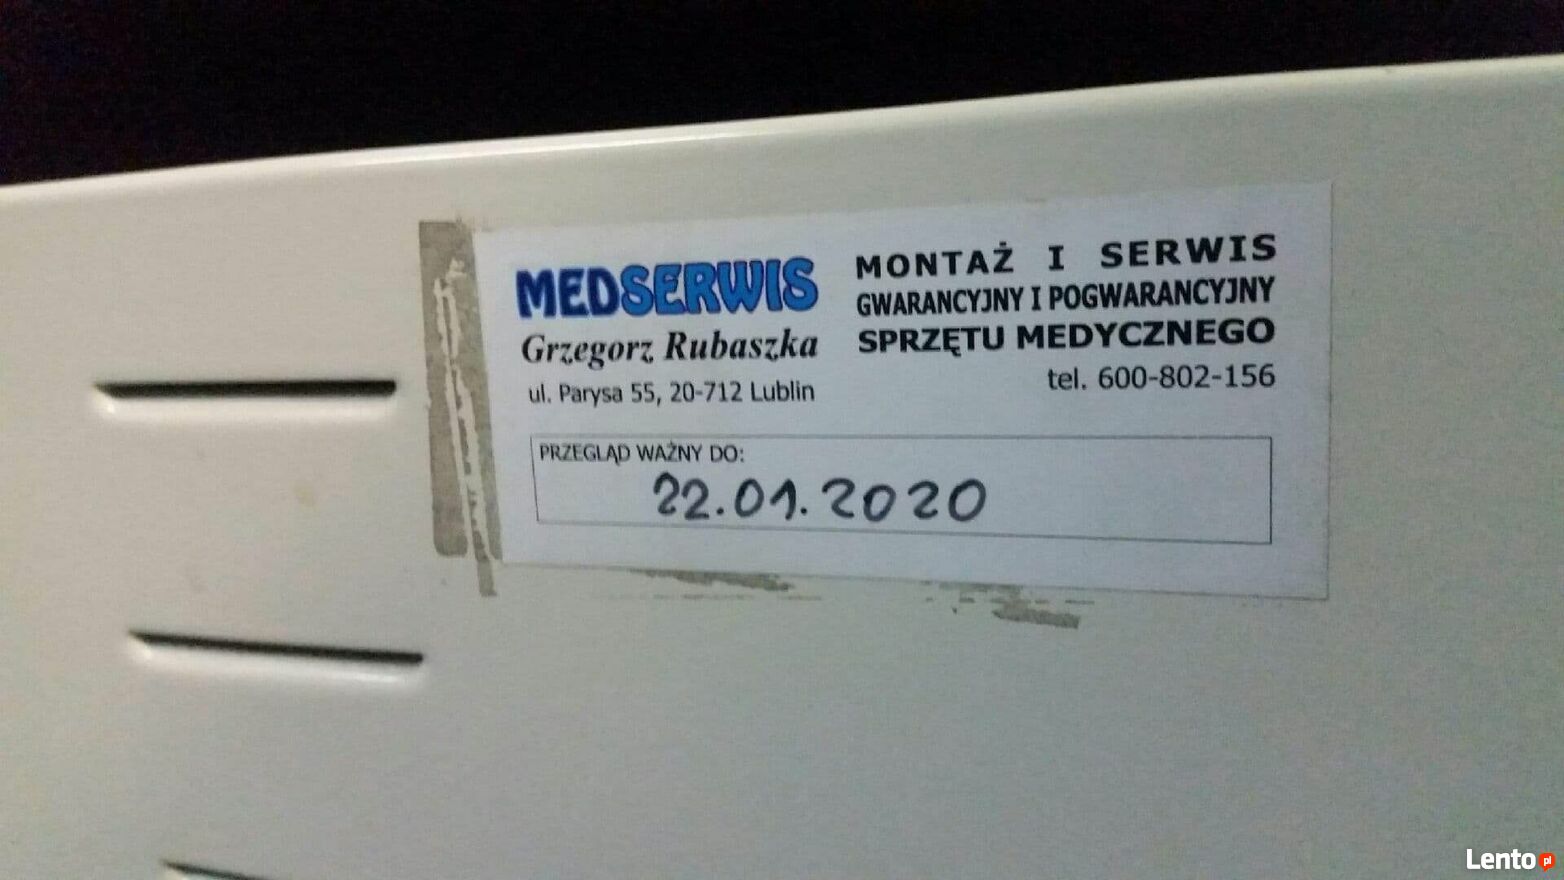 MEDSERWIS
Grzegorz Rubaszka
ul. Parysa 55, 20-712 Lublin
MONTAŻ I SERWIS
GWARANCYJNY I POGWARANCYJNY
SPRZĘTU MEDYCZNEGO
tel. 600-802-156
PRZEGLĄD WAŻNY DO:
22.01.2020
Lento pl